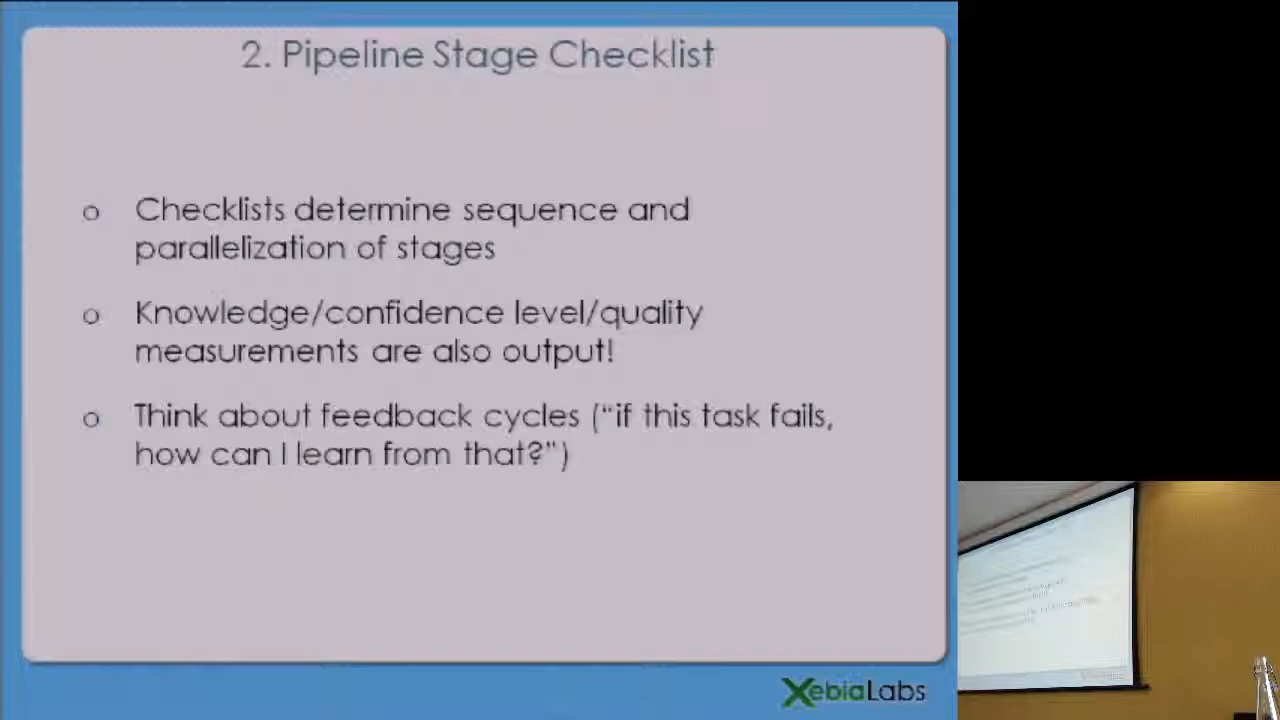 2. Pipeline Stage Checklist
o Checklists determine sequence and
parallelization of stages
o Knowledge/confidence level/quality
measurements are also output!
o Think about feedback cycles (“if this task fails,
how can I learn from that?”)
XebiaLabs